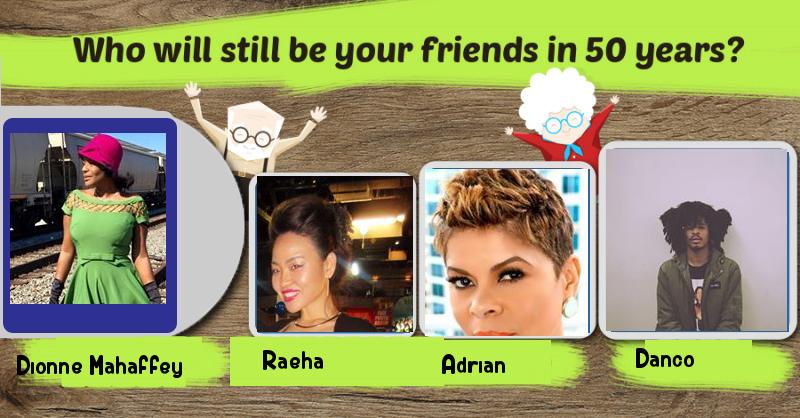 Who will still be your friends in 50 years?
Dionne Mahaffey
Raeha
Adrian
Danco